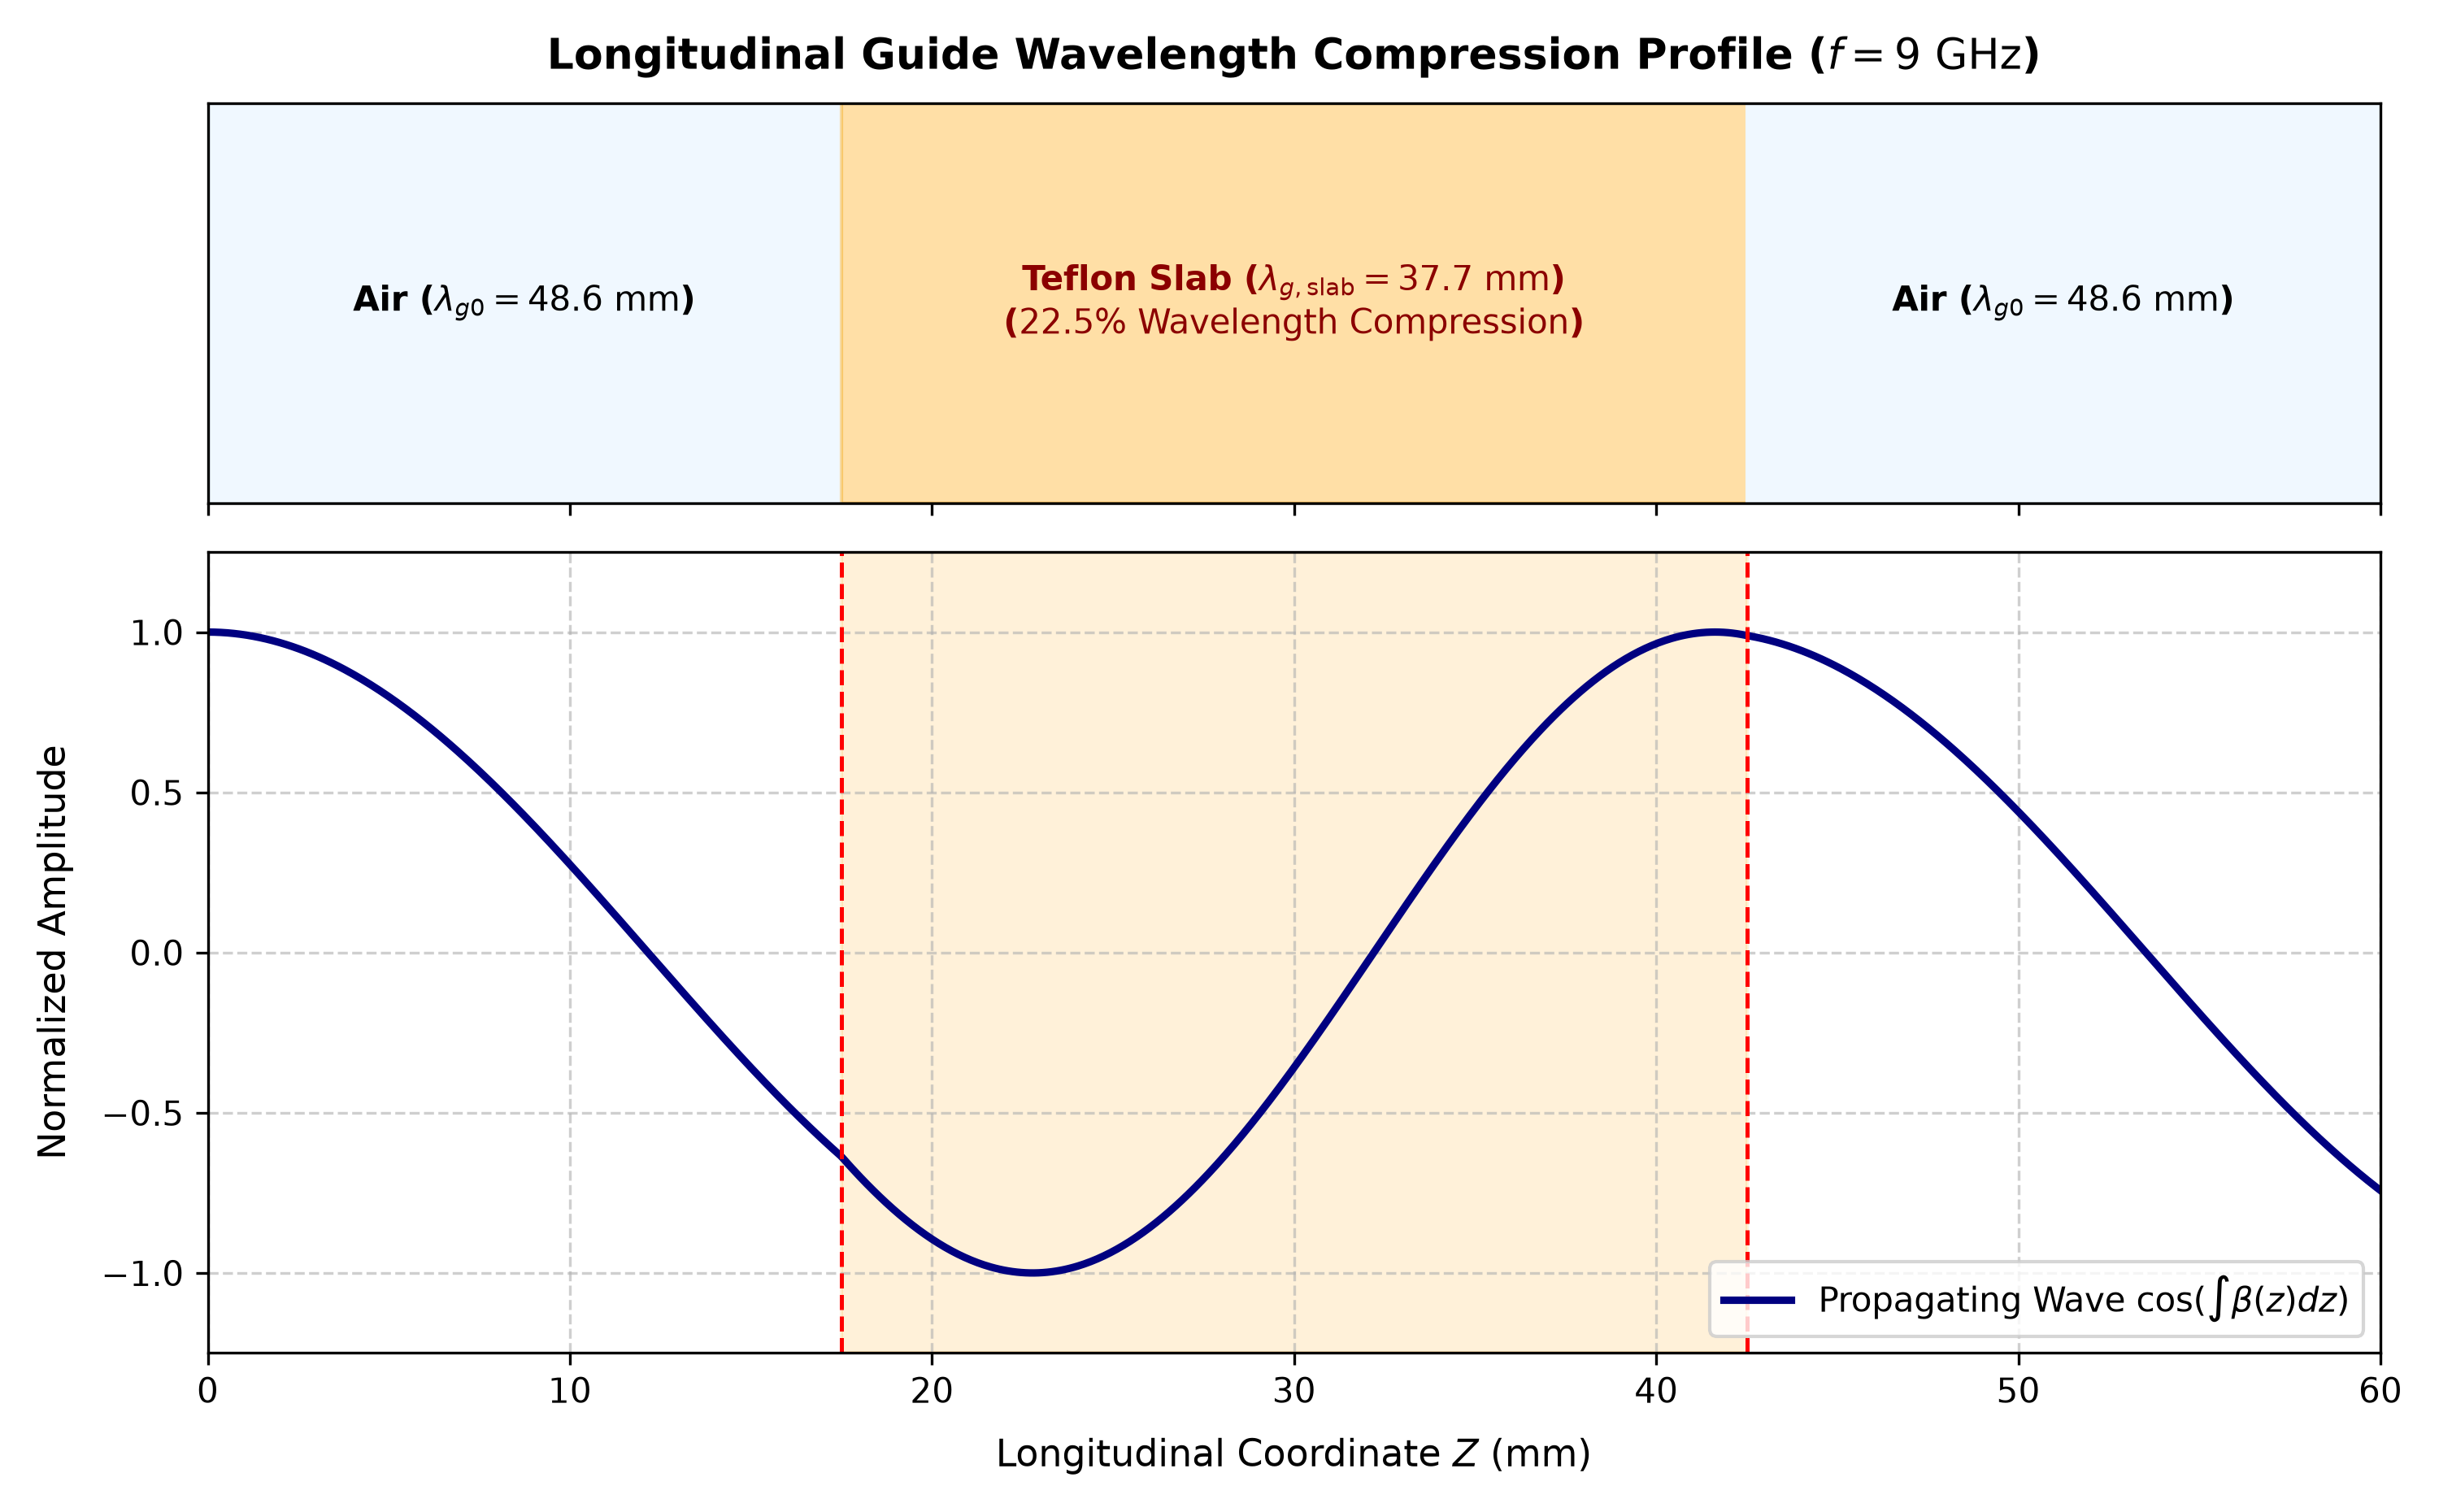 Longitudinal Guide Wavelength Compression Profile (f = 9 GHz)
Air (λg0 = 48.6 mm)
Teflon Slab (λg, slab = 37.7 mm)
(22.5% Wavelength Compression)
Air (λg0 = 48.6 mm)
Normalized Amplitude
1.0
0.5
0.0
−0.5
−1.0
Propagating Wave cos(∫β(z)dz)
0 10 20 30 40 50 60
Longitudinal Coordinate Z (mm)